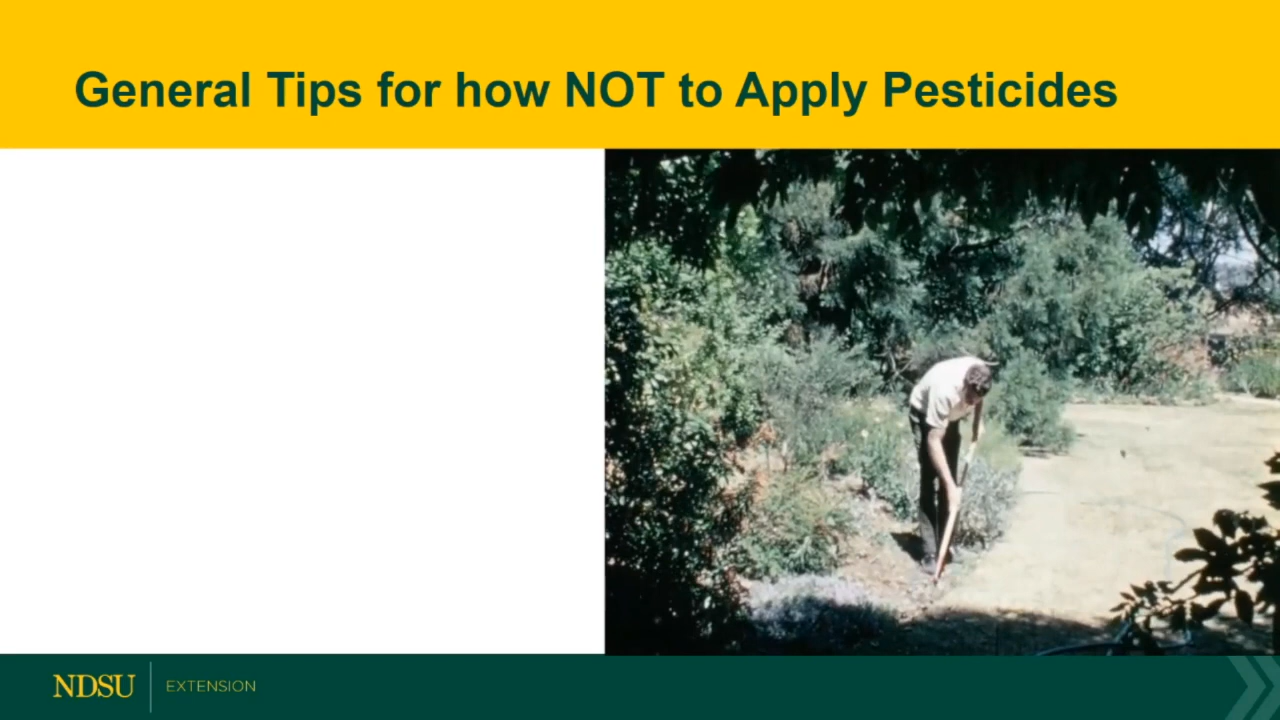 General Tips for how NOT to Apply Pesticides
NDSU EXTENSION